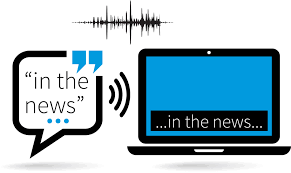 “in the
news”
...in the news...